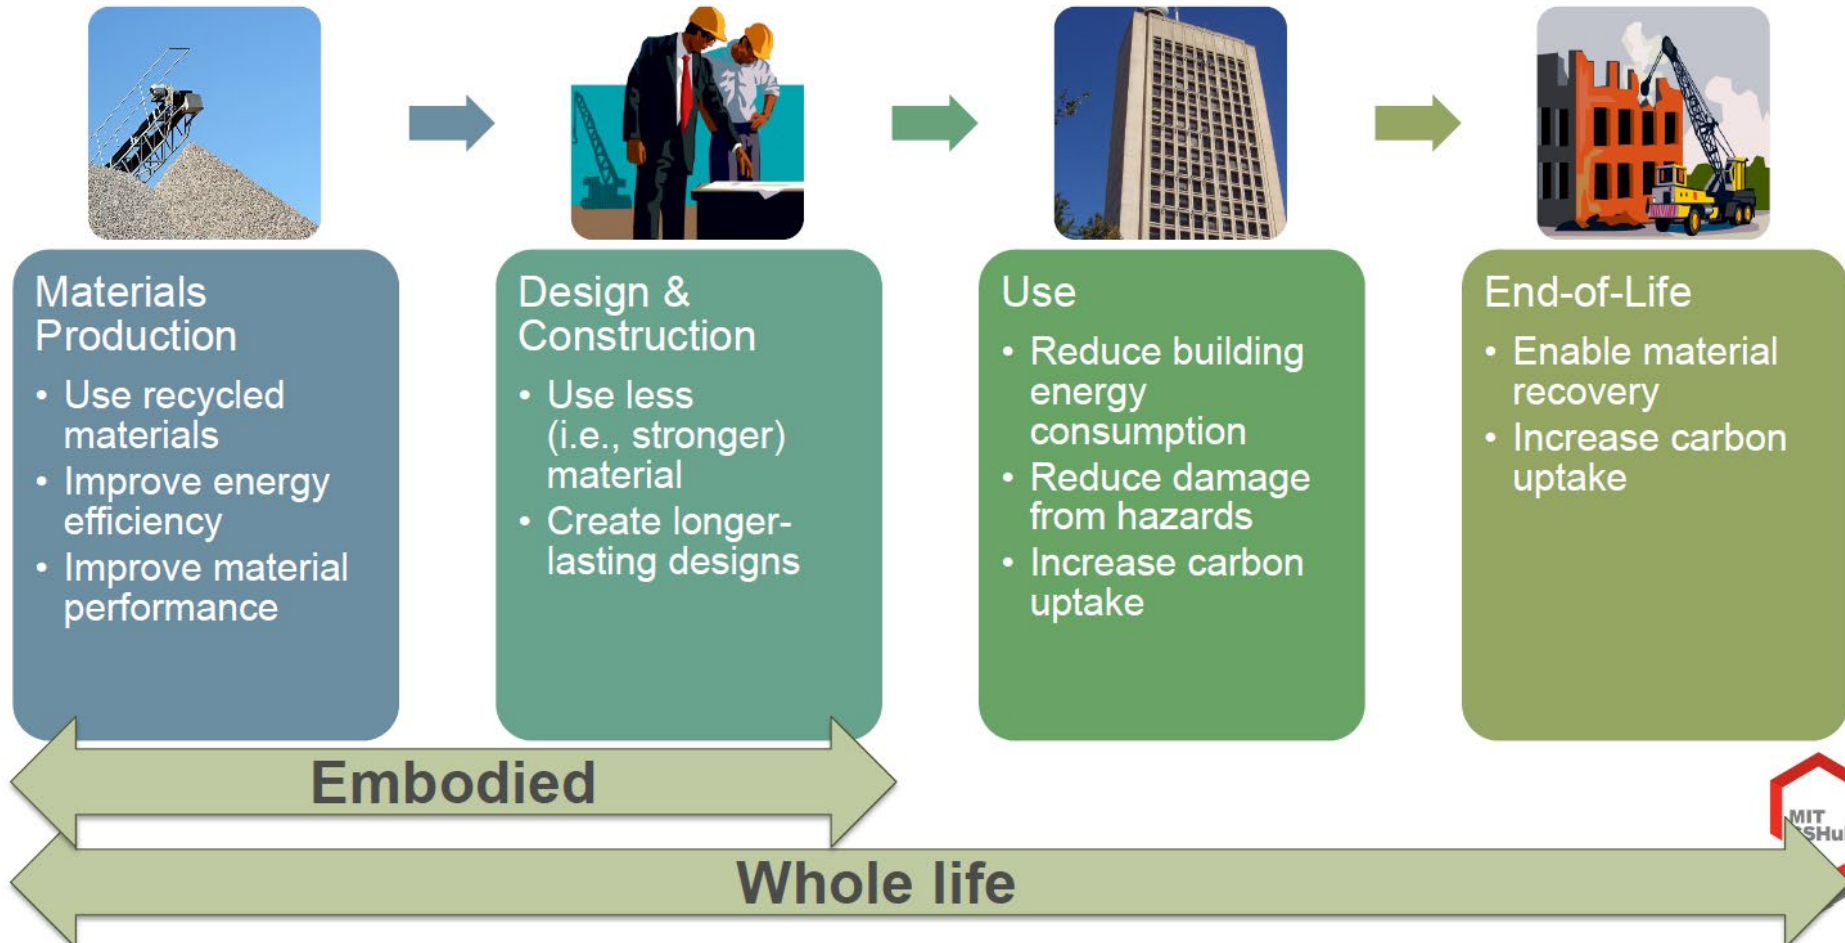 Materials
Production
• Use recycled
materials
• Improve energy
efficiency
• Improve material
performance
Design &
Construction
• Use less
(i.e., stronger)
material
• Create longer-
lasting designs
Use
• Reduce building
energy
consumption
• Reduce damage
from hazards
• Increase carbon
uptake
End-of-Life
• Enable material
recovery
• Increase carbon
uptake
Embodied
MIT
Whole life